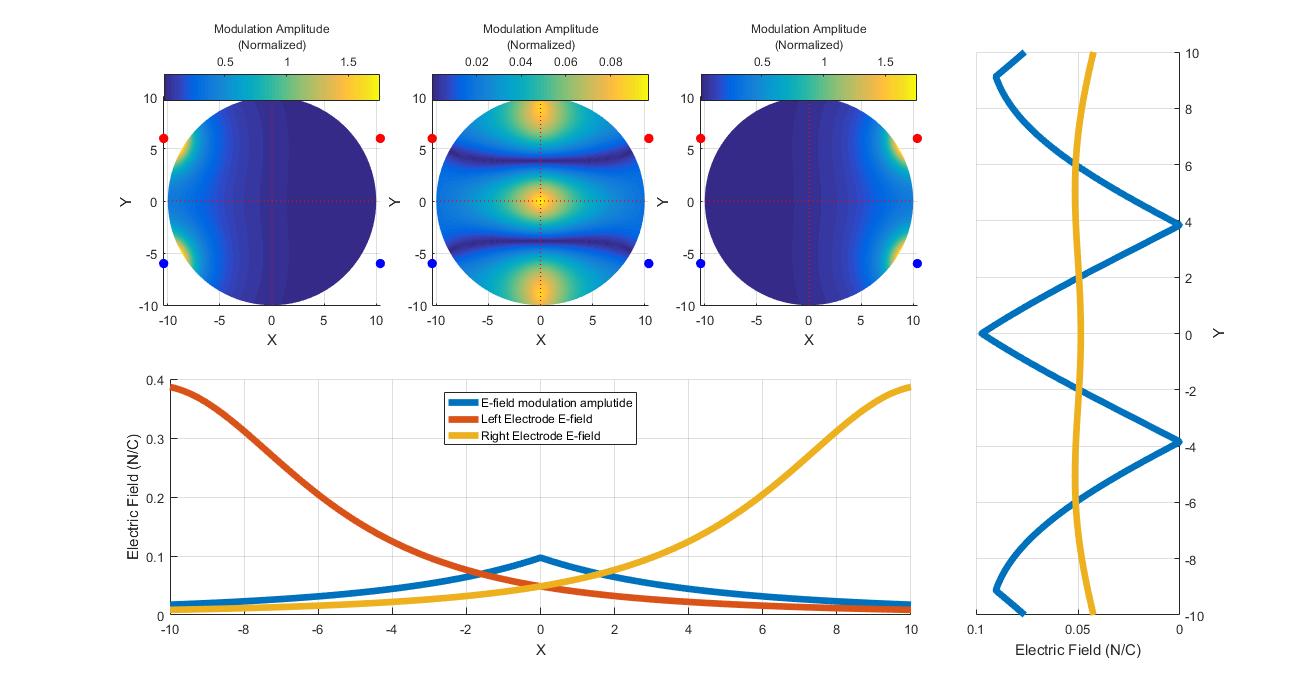 Modulation Amplitude
(Normalized)
0.5 1 1.5
10
5
0
-5
-10
Y
-10 -5 0 5 10
X
Modulation Amplitude
(Normalized)
0.02 0.04 0.06 0.08
10
5
0
-5
-10
Y
-10 -5 0 5 10
X
Modulation Amplitude
(Normalized)
0.5 1 1.5
10
5
0
-5
-10
Y
-10 -5 0 5 10
X
10
8
6
4
2
0
-2
-4
-6
-8
-10
Y
0.1 0.05 0
Electric Field (N/C)
0.4
0.3
0.2
0.1
0
Electric Field (N/C)
E-field modulation amplutide
Left Electrode E-field
Right Electrode E-field
-10 -8 -6 -4 -2 0 2 4 6 8 10
X